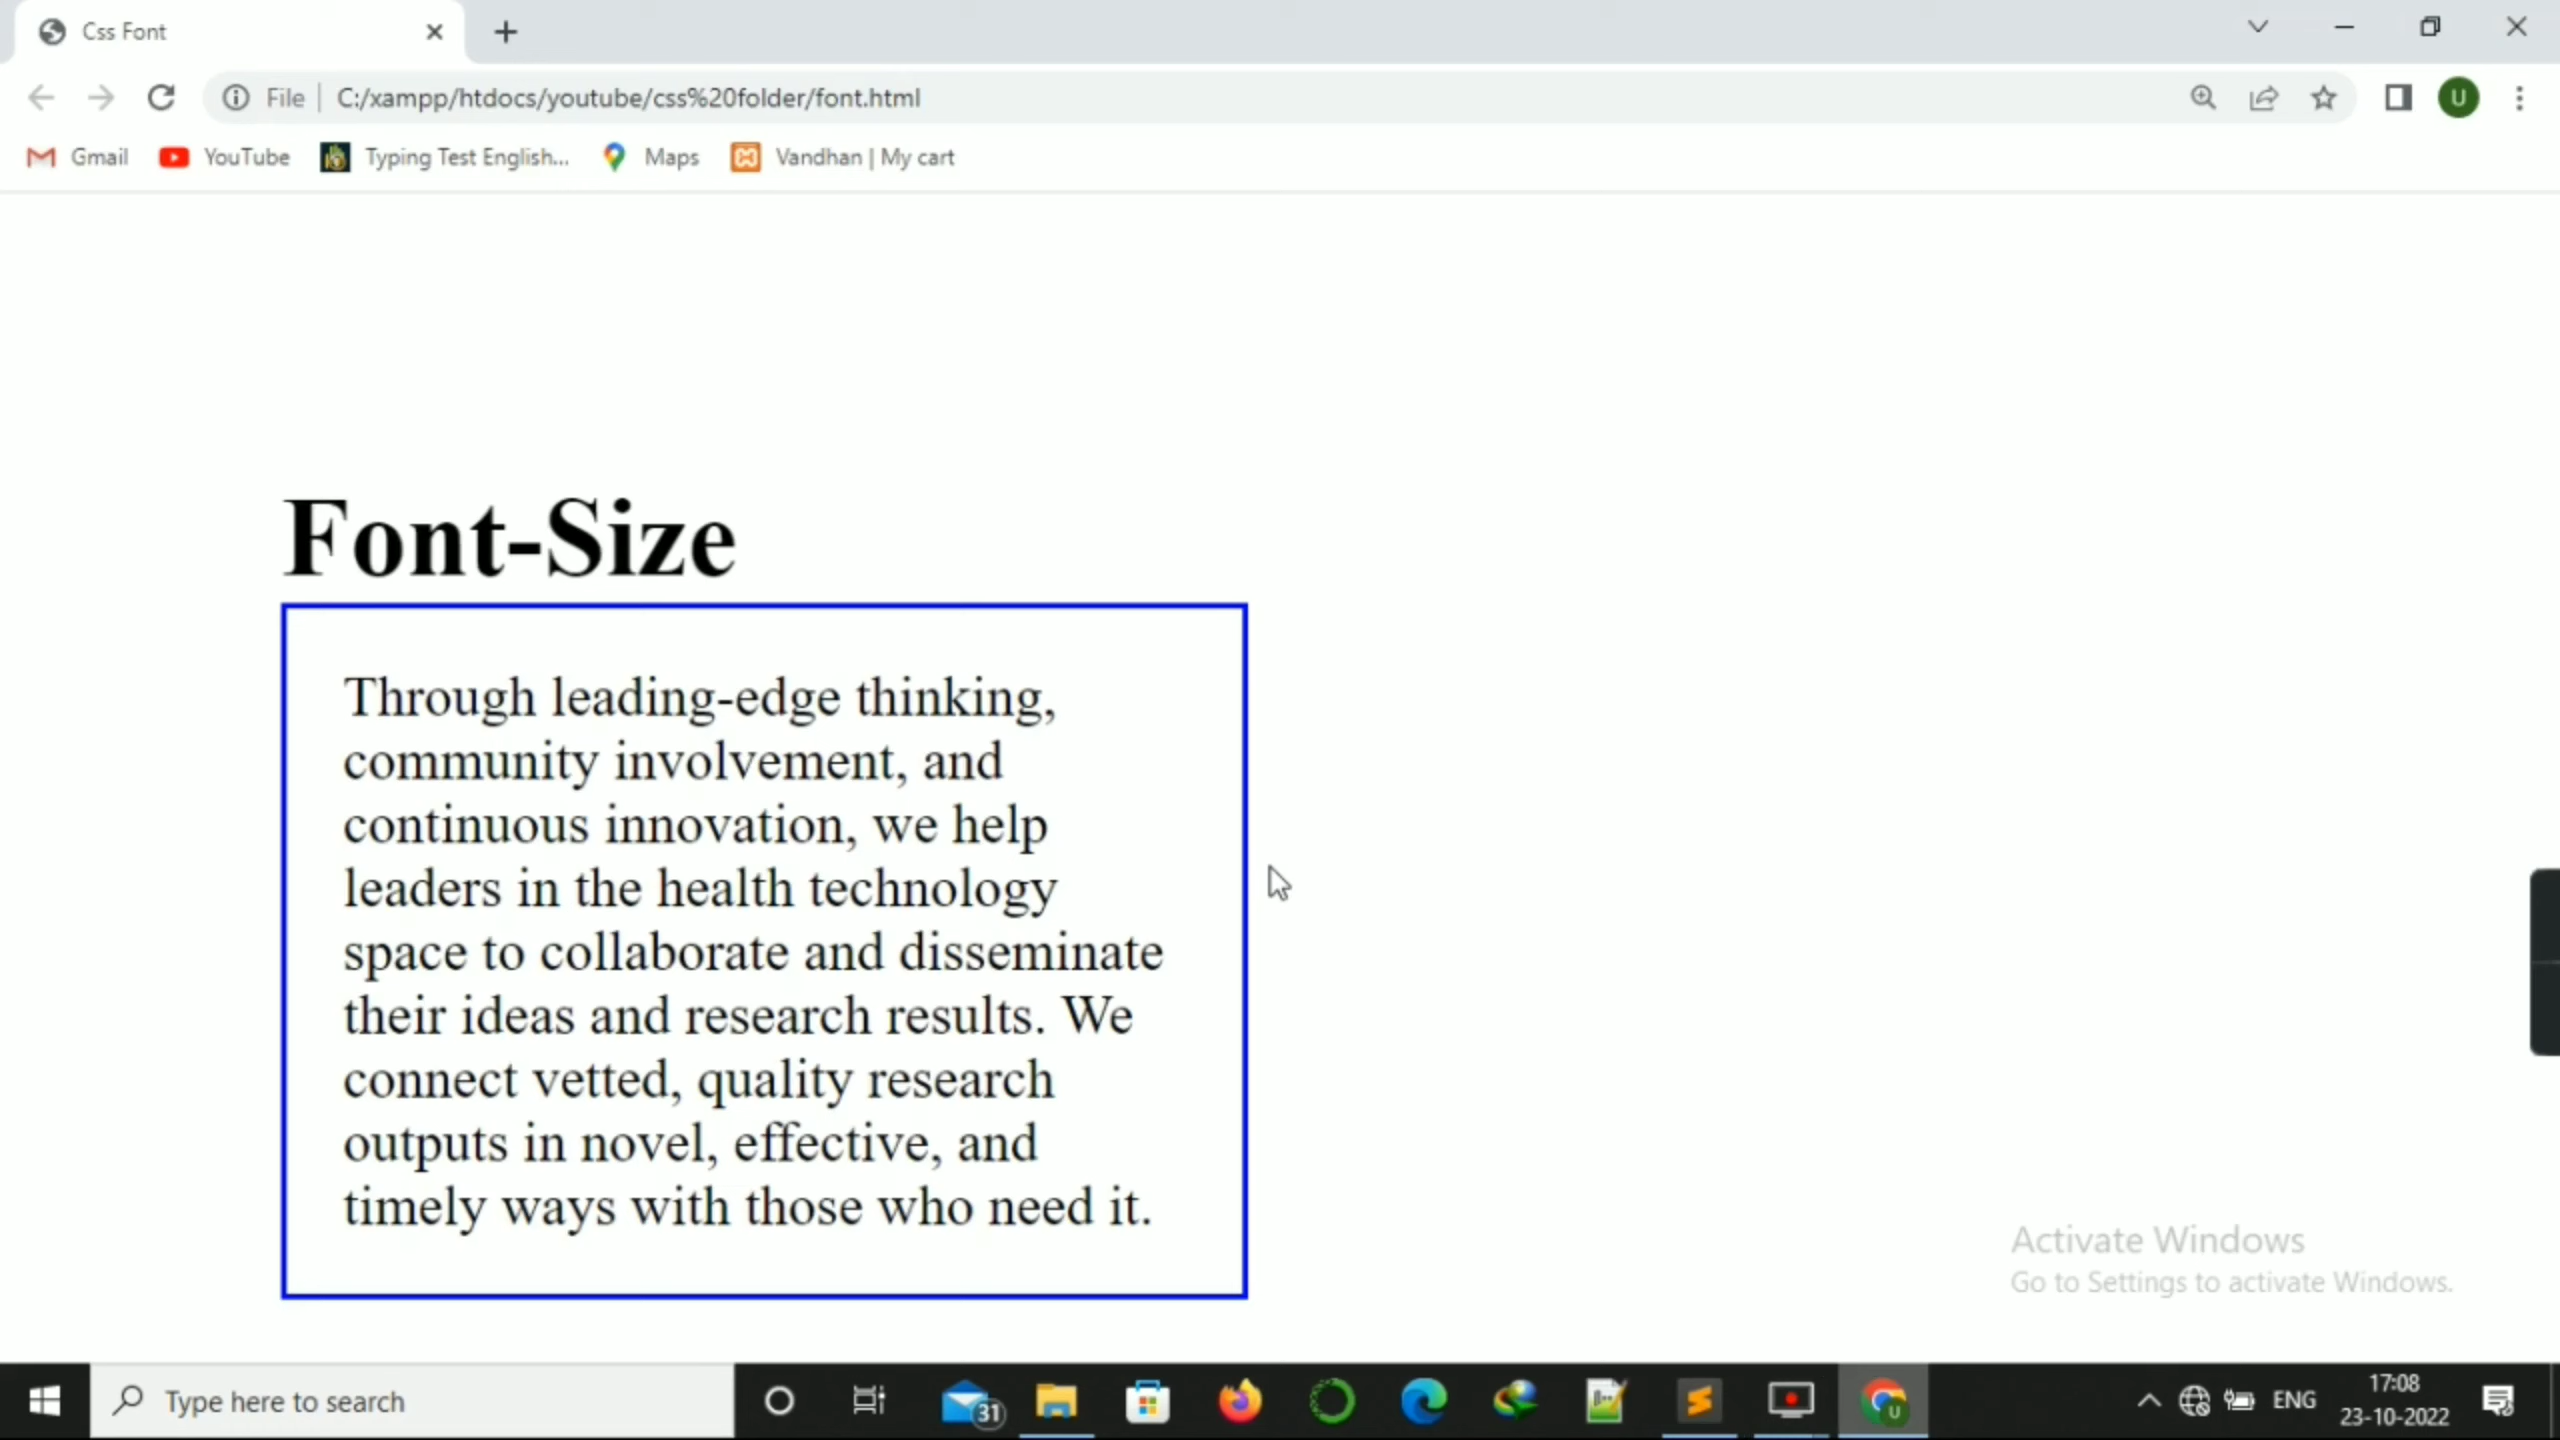 Css Font
File | C:/xampp/htdocs/youtube/css%20folder/font.html
U
Gmail YouTube Typing Test English... Maps Vandhan | My cart
Font-Size
Through leading-edge thinking,
community involvement, and
continuous innovation, we help
leaders in the health technology
space to collaborate and disseminate
their ideas and research results. We
connect vetted, quality research
outputs in novel, effective, and
timely ways with those who need it.
Activate Windows
Go to Settings to activate Windows.
Type here to search
31
U
ENG
17:08
23-10-2022